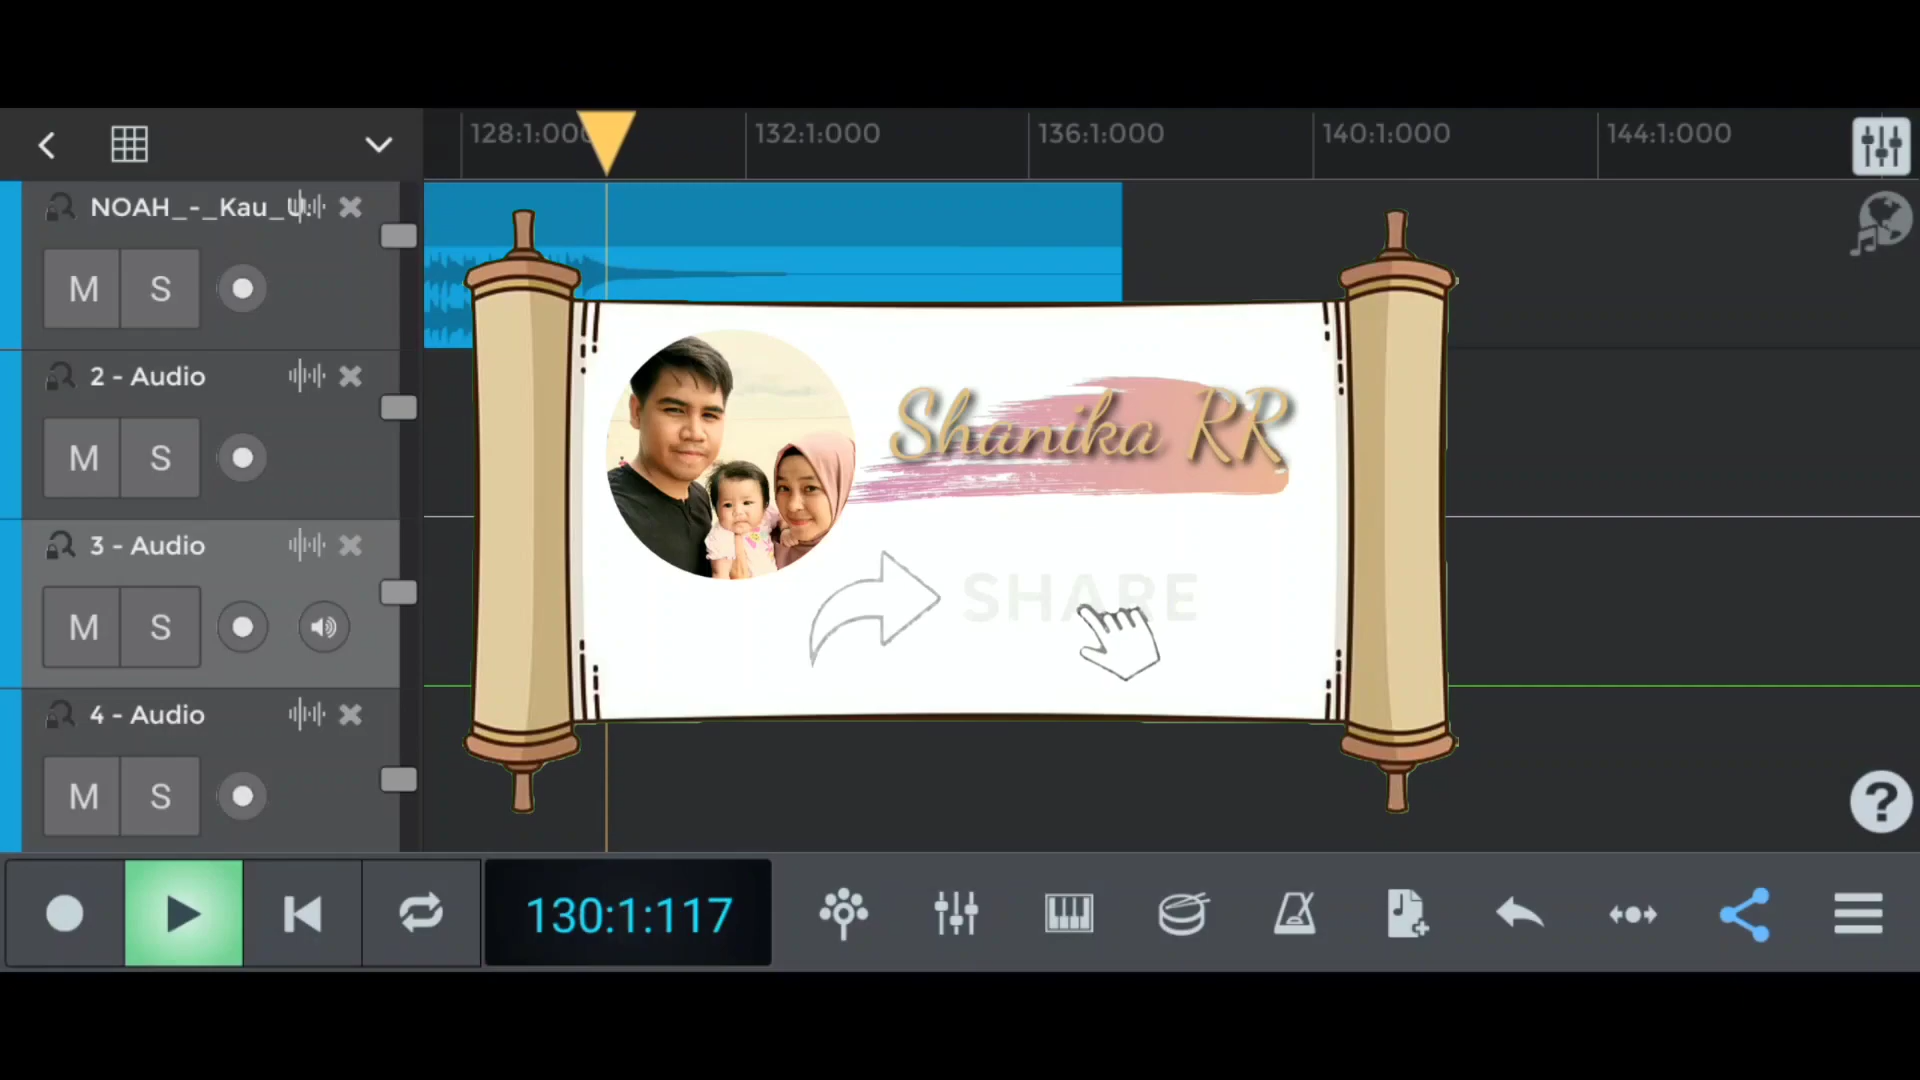 128:1:000
132:1:000
136:1:000
140:1:000
144:1:000
NOAH_-_Kau_U
M S
2 - Audio
M S
Shanika RR
3 - Audio
M S
SHARE
4 - Audio
M S
?
130:1:117